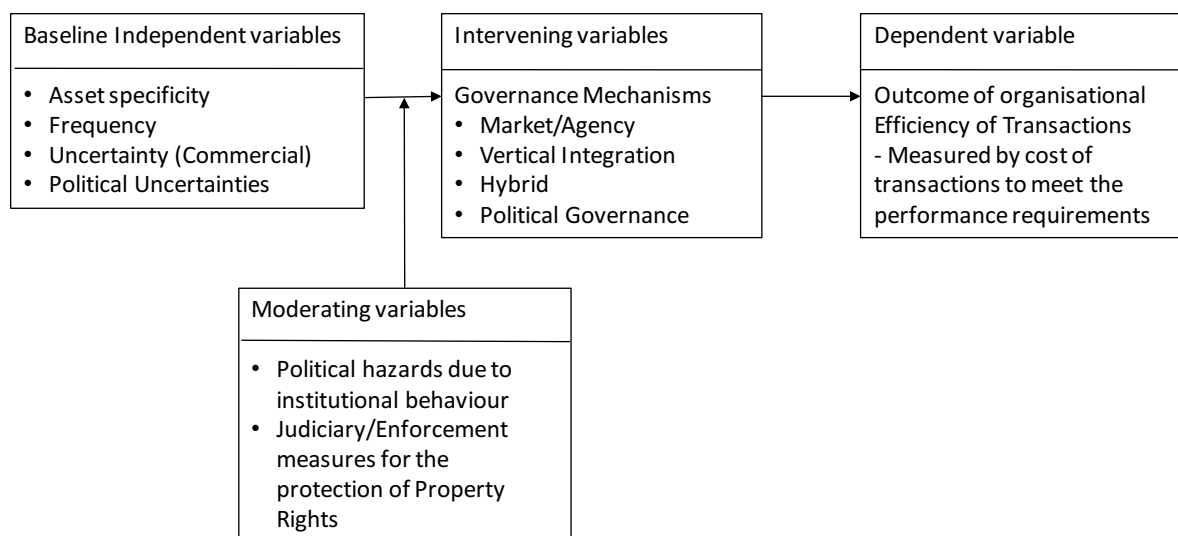 Baseline Independent variables
• Asset specificity
• Frequency
• Uncertainty (Commercial)
• Political Uncertainties
Intervening variables
Governance Mechanisms
• Market/Agency
• Vertical Integration
• Hybrid
• Political Governance
Dependent variable
Outcome of organisational
Efficiency of Transactions
- Measured by cost of
transactions to meet the
performance requirements
Moderating variables
• Political hazards due to
institutional behaviour
• Judiciary/Enforcement
measures for the
protection of Property
Rights